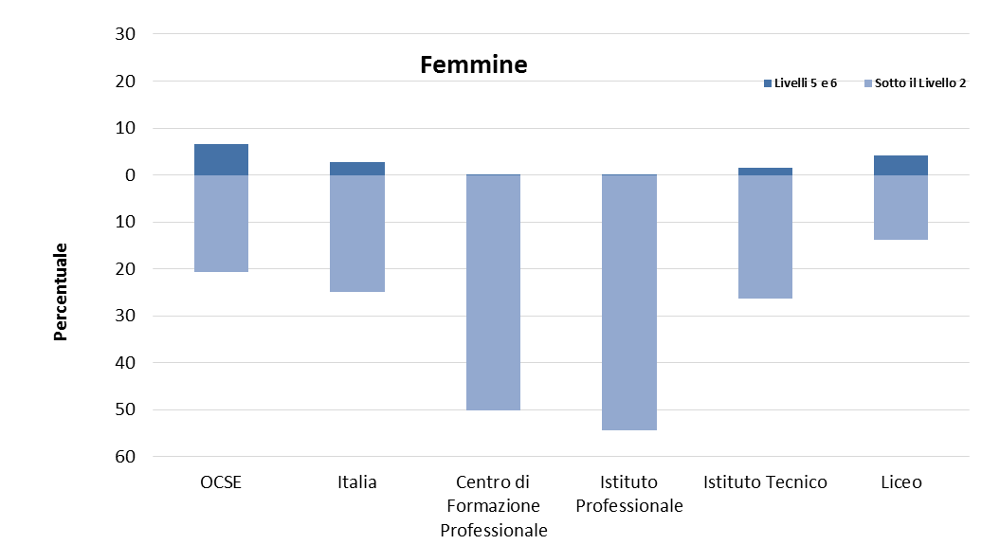 Femmine
Livelli 5 e 6
Sotto il Livello 2
30
20
10
0
10
20
30
40
50
60
Percentuale
OCSE
Italia
Centro di
Formazione
Professionale
Istituto
Professionale
Istituto Tecnico
Liceo